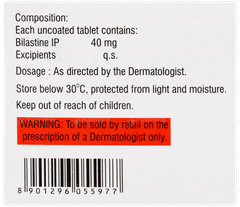 Composition:
Each uncoated tablet contains:
Bilastine IP 40 mg
Excipients q.s.
Dosage : As directed by the Dermatologist.
Store below 30°C, protected from light and moisture.
Keep out of reach of children.
WARNING: To be sold by retail on the
prescription of a Dermatologist only.
8 901296 055977